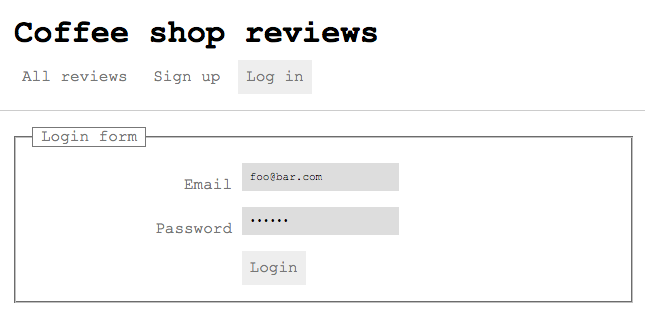 Coffee shop reviews
All reviews Sign up Log in
Login form
Email foo@bar.com
Password ••••••
Login